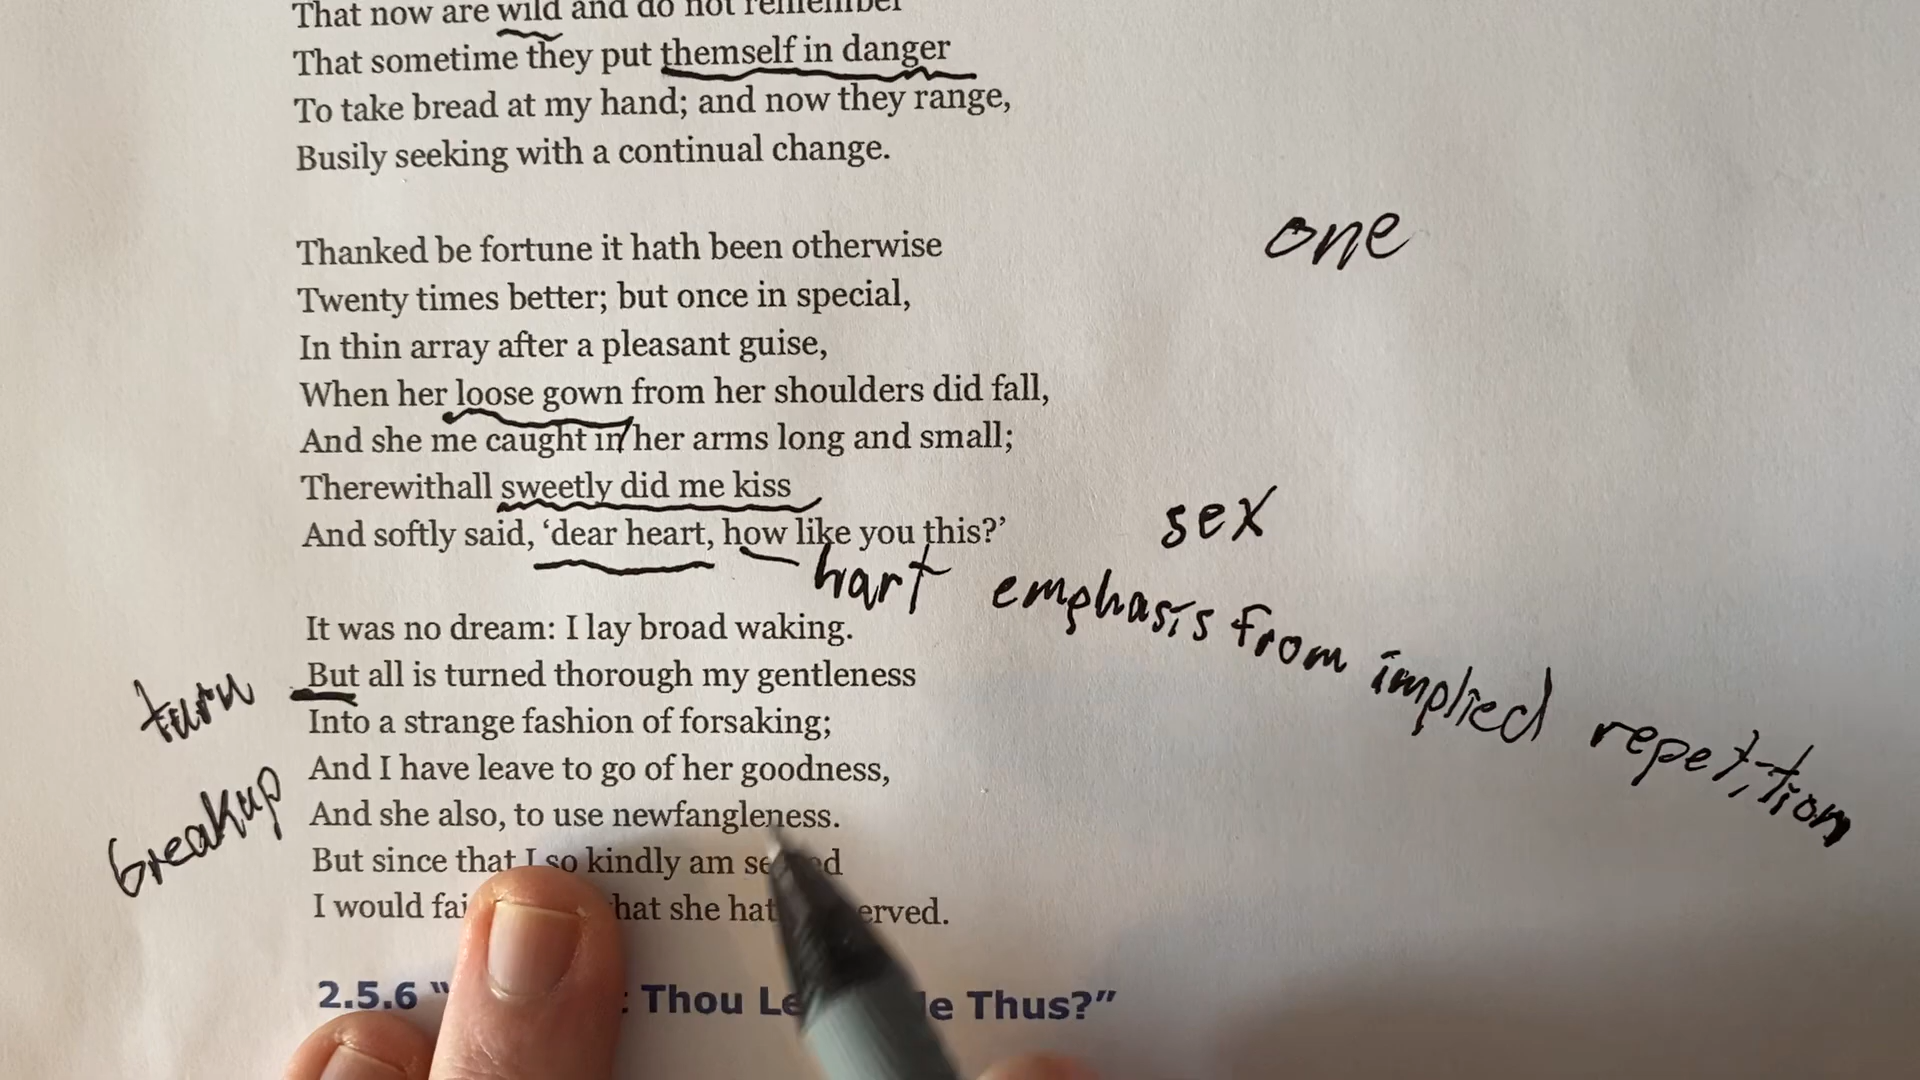 That now are wild and do not remember
That sometime they put themself in danger
To take bread at my hand; and now they range,
Busily seeking with a continual change.
one
Thanked be fortune it hath been otherwise
Twenty times better; but once in special,
In thin array after a pleasant guise,
When her loose gown from her shoulders did fall,
And she me caught in her arms long and small;
Therewithall sweetly did me kiss
And softly said, ‘dear heart, how like you this?’
sex
hart emphasis from implied repetition
It was no dream: I lay broad waking.
turn
But all is turned thorough my gentleness
Into a strange fashion of forsaking;
And I have leave to go of her goodness,
breakup
And she also, to use newfangleness.
But since that I so kindly am
I would that she
2.5.6 “ Thou Thus?”